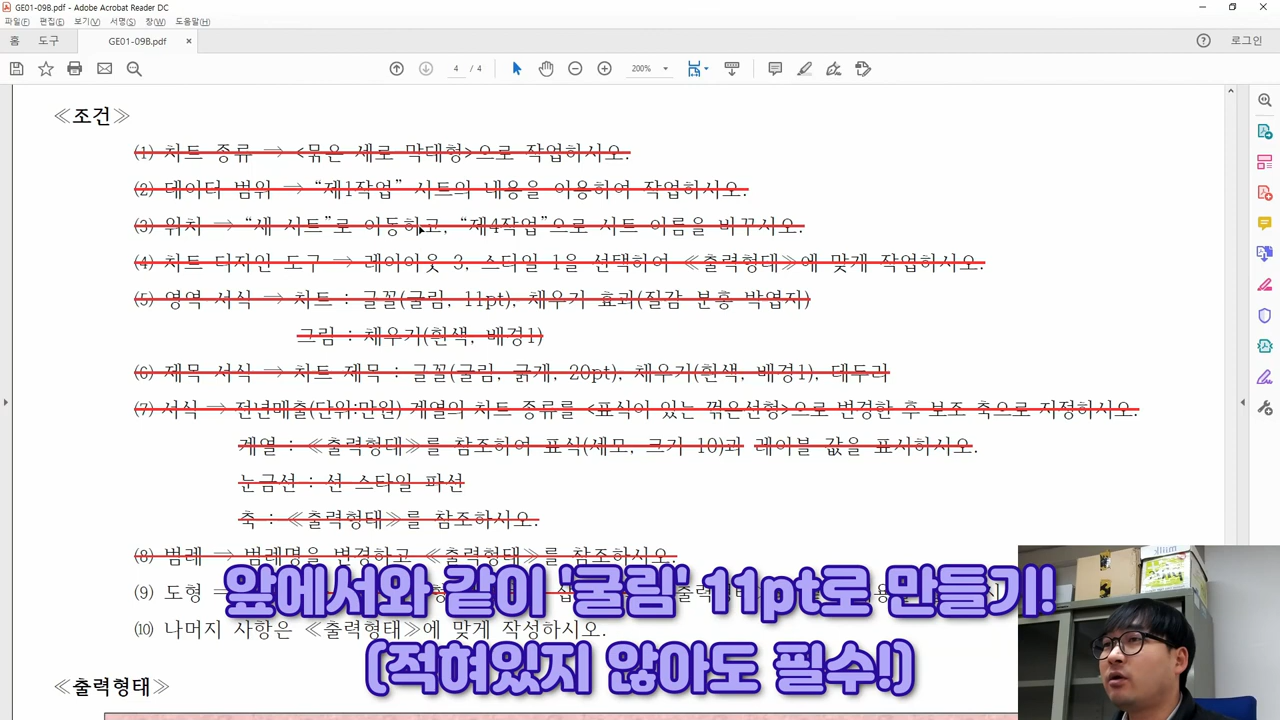 GE01-09B.pdf - Adobe Acrobat Reader DC
파일(F) 편집(E) 보기(V) 서명(S) 창(W) 도움말(H)
홈 도구 GE01-09B.pdf × 로그인
4 / 4 200%
≪조건≫
(1) 차트 종류 ⇒ <묶은 세로 막대형>으로 작업하시오.
(2) 데이터 범위 ⇒ “제1작업” 시트의 내용을 이용하여 작업하시오.
(3) 위치 ⇒ “새 시트”로 이동하고, “제4작업”으로 시트 이름을 바꾸시오.
(4) 차트 디자인 도구 ⇒ 레이아웃 3, 스타일 1을 선택하여 ≪출력형태≫에 맞게 작업하시오.
(5) 영역 서식 ⇒ 차트 : 글꼴(굴림, 11pt), 채우기 효과(질감-분홍 박엽지)
그림 : 채우기(흰색, 배경1)
(6) 제목 서식 ⇒ 차트 제목 : 글꼴(굴림, 굵게, 20pt), 채우기(흰색, 배경1), 테두리
(7) 서식 ⇒ 전년매출(단위:만원) 계열의 차트 종류를 <표식이 있는 꺾은선형>으로 변경한 후 보조 축으로 지정하시오.
계열 : ≪출력형태≫를 참조하여 표식(세모, 크기 10)과 레이블 값을 표시하시오.
눈금선 : 선 스타일-파선
축 : ≪출력형태≫를 참조하시오.
(8) 범례 ⇒ 범례명을 변경하고 ≪출력형태≫를 참조하시오.
(9) 도형
앞에서와 같이 '굴림' 11pt로 만들기!
(10) 나머지 사항은 ≪출력형태≫에 맞게 작성하시오.
(적혀있지 않아도 필수!)
≪출력형태≫